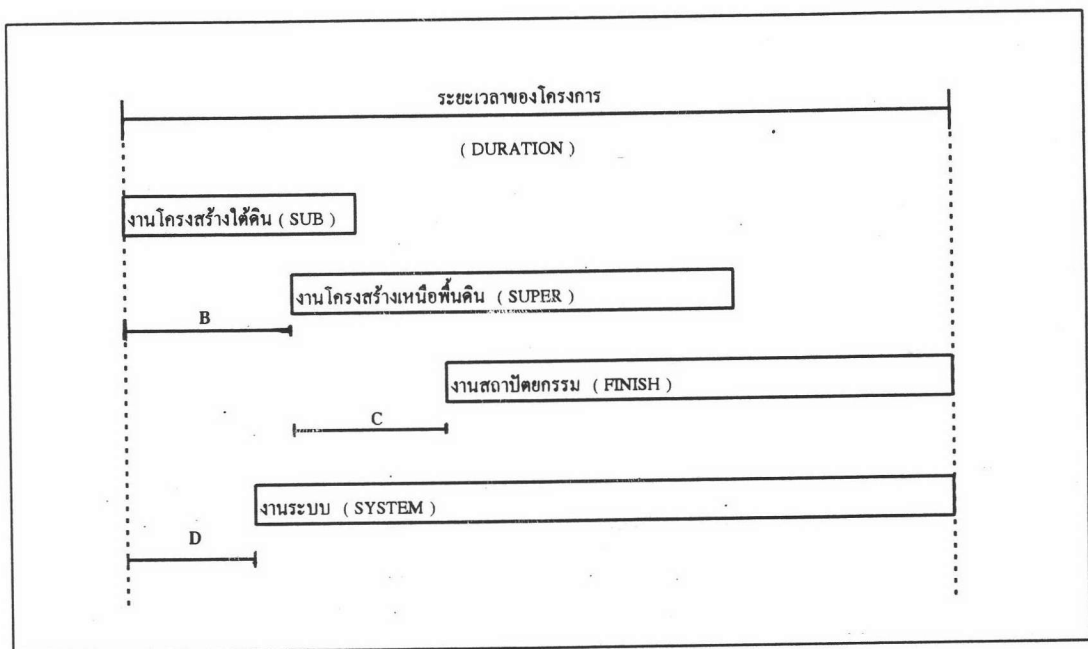 ระยะเวลาของโครงการ
( DURATION )
งานโครงสร้างใต้ดิน ( SUB )
งานโครงสร้างเหนือพื้นดิน ( SUPER )
B
งานสถาปัตยกรรม ( FINISH )
C
งานระบบ ( SYSTEM )
D